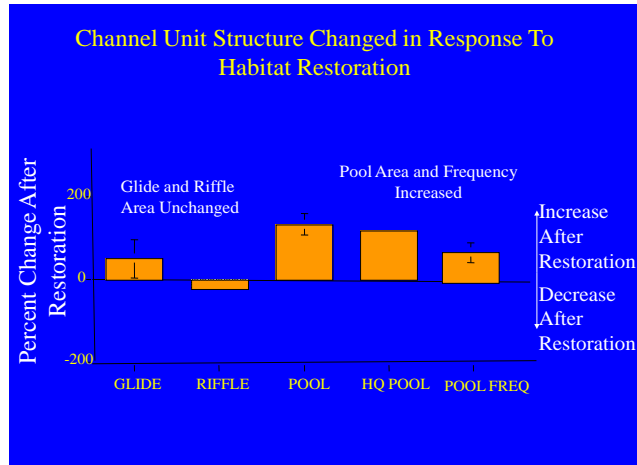 Channel Unit Structure Changed in Response To
Habitat Restoration
Percent Change After
Restoration
200
0
-200
Glide and Riffle
Area Unchanged
Pool Area and Frequency
Increased
Increase
After
Restoration
Decrease
After
Restoration
GLIDE
RIFFLE
POOL
HQ POOL
POOL FREQ